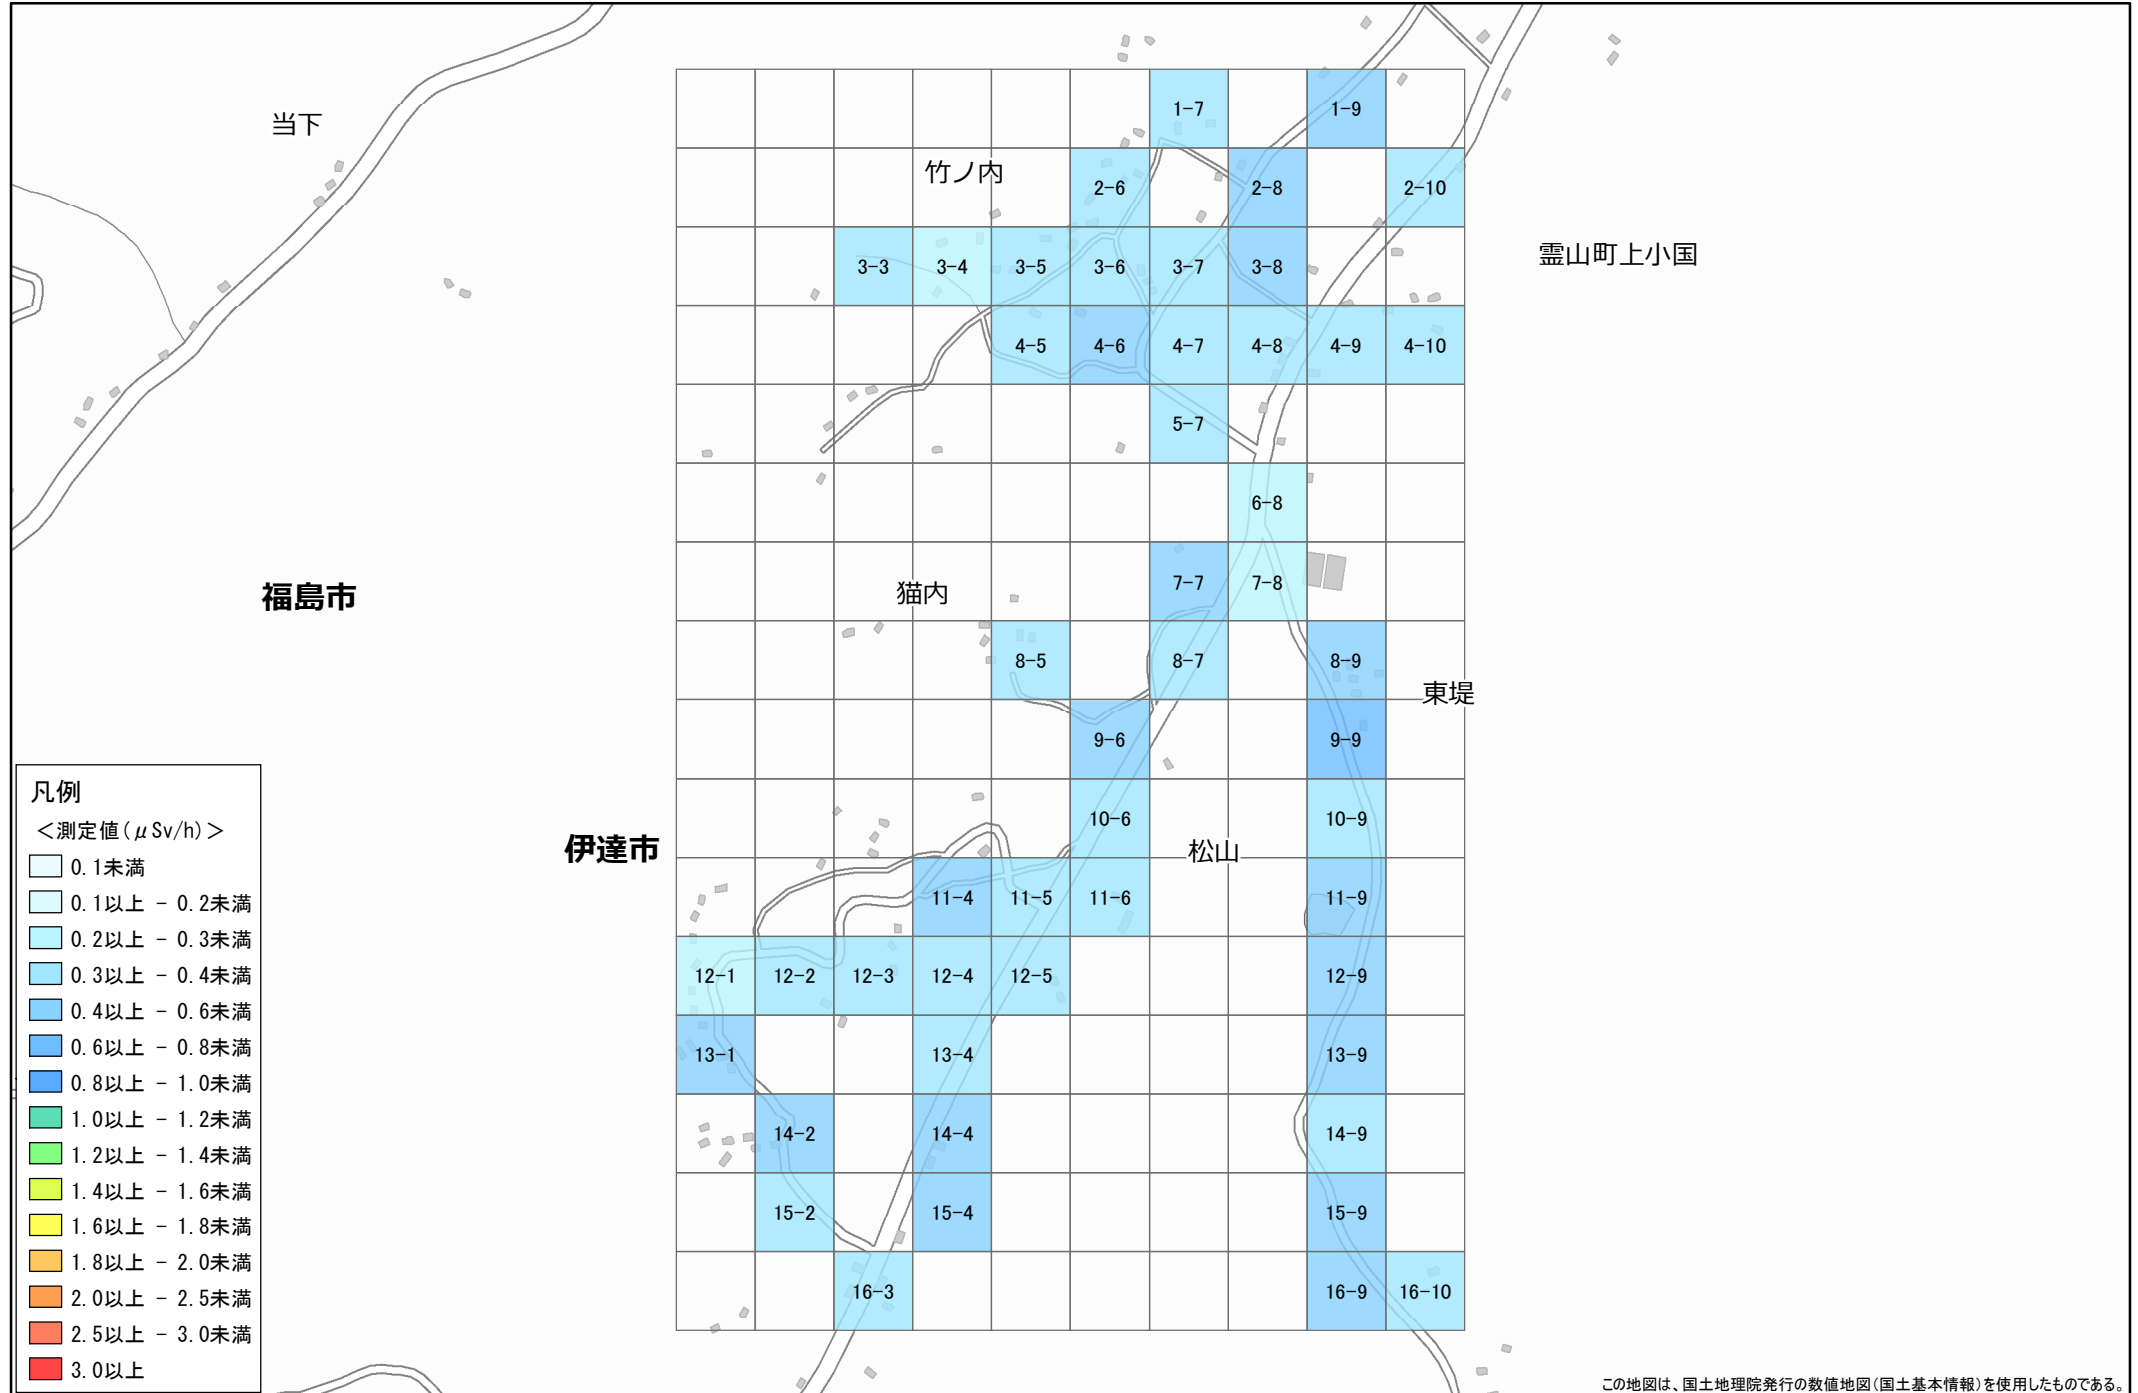 当下
竹ノ内
霊山町上小国
福島市
猫内
東堤
伊達市
松山
1-7 1-9
2-6 2-8 2-10
3-3 3-4 3-5 3-6 3-7 3-8
4-5 4-6 4-7 4-8 4-9 4-10
5-7
6-8
7-7 7-8
8-5 8-7 8-9
9-6 9-9
10-6 10-9
11-4 11-5 11-6 11-9
12-1 12-2 12-3 12-4 12-5 12-9
13-1 13-4 13-9
14-2 14-4 14-9
15-2 15-4 15-9
16-3 16-9 16-10
凡例
＜測定値(μSv/h)＞
0.1未満
0.1以上 - 0.2未満
0.2以上 - 0.3未満
0.3以上 - 0.4未満
0.4以上 - 0.6未満
0.6以上 - 0.8未満
0.8以上 - 1.0未満
1.0以上 - 1.2未満
1.2以上 - 1.4未満
1.4以上 - 1.6未満
1.6以上 - 1.8未満
1.8以上 - 2.0未満
2.0以上 - 2.5未満
2.5以上 - 3.0未満
3.0以上
この地図は、国土地理院発行の数値地図(国土基本情報)を使用したものである。